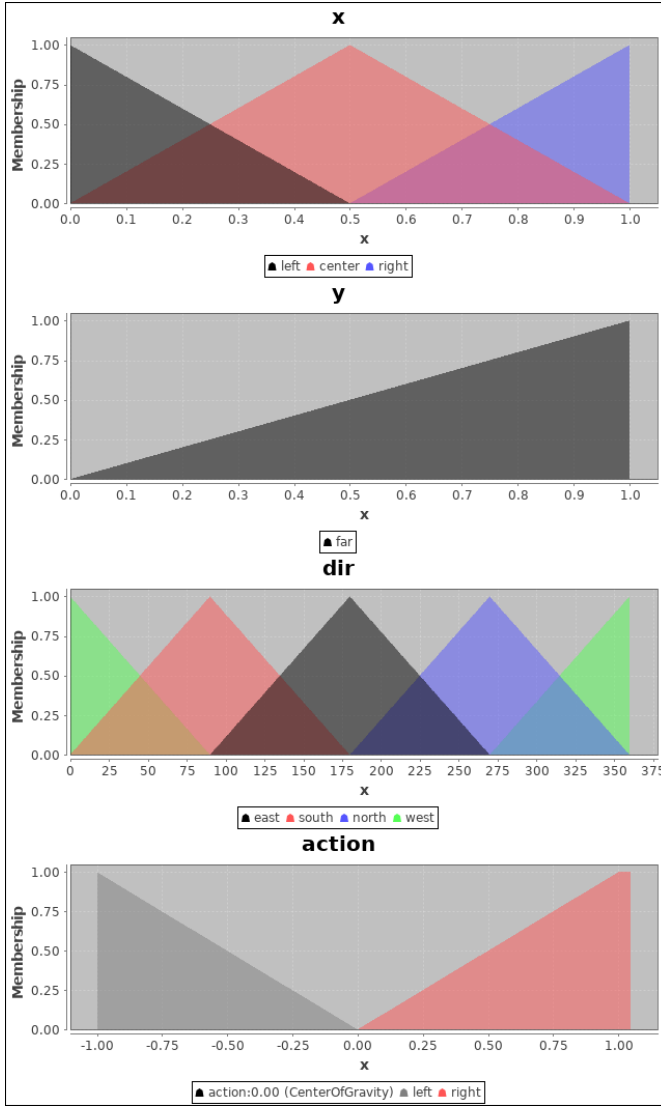 x
1.00
0.75
0.50
0.25
0.00
Membership
0.0 0.1 0.2 0.3 0.4 0.5 0.6 0.7 0.8 0.9 1.0
x
left center right
y
1.00
0.75
0.50
0.25
0.00
Membership
0.0 0.1 0.2 0.3 0.4 0.5 0.6 0.7 0.8 0.9 1.0
x
far
dir
1.00
0.75
0.50
0.25
0.00
Membership
0 25 50 75 100 125 150 175 200 225 250 275 300 325 350 375
x
east south north west
action
1.00
0.75
0.50
0.25
0.00
Membership
-1.00 -0.75 -0.50 -0.25 0.00 0.25 0.50 0.75 1.00
x
action:0.00 (CenterOfGravity) left right